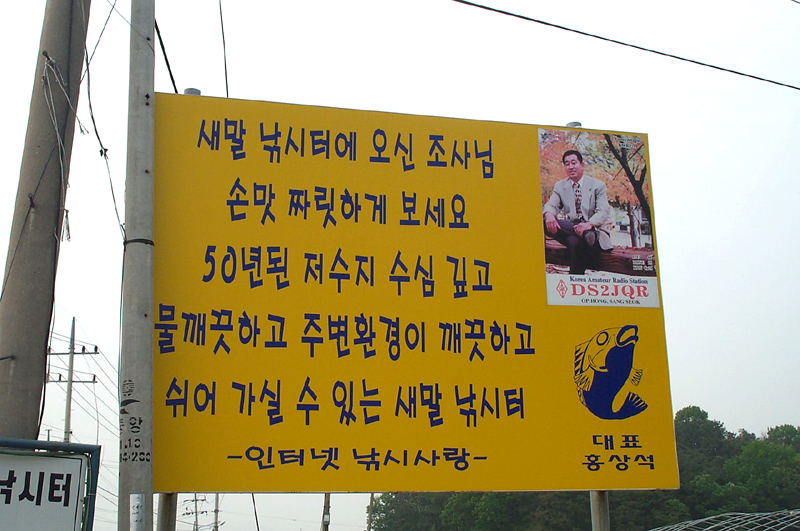 새말 낚시터에 오신 조사님
손맛 짜릿하게 보세요
50년된 저수지 수심 깊고
물깨끗하고 주변환경이 깨끗하고
쉬어 가실 수 있는 새말 낚시터
-인터넷 낚시사랑-
Korea Amateur Radio Station
DS2JQR
OP.HONG, SANG SEOK
대표
홍상석
낚시터